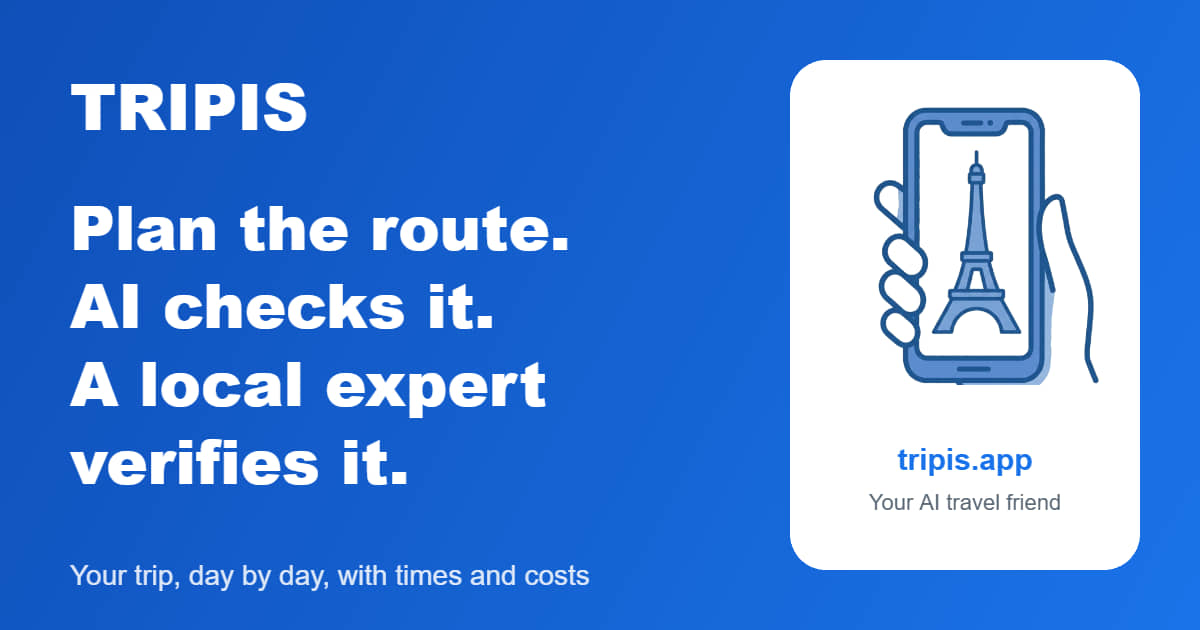 TRIPIS
Plan the route.
AI checks it.
A local expert
verifies it.
Your trip, day by day, with times and costs
tripis.app
Your AI travel friend